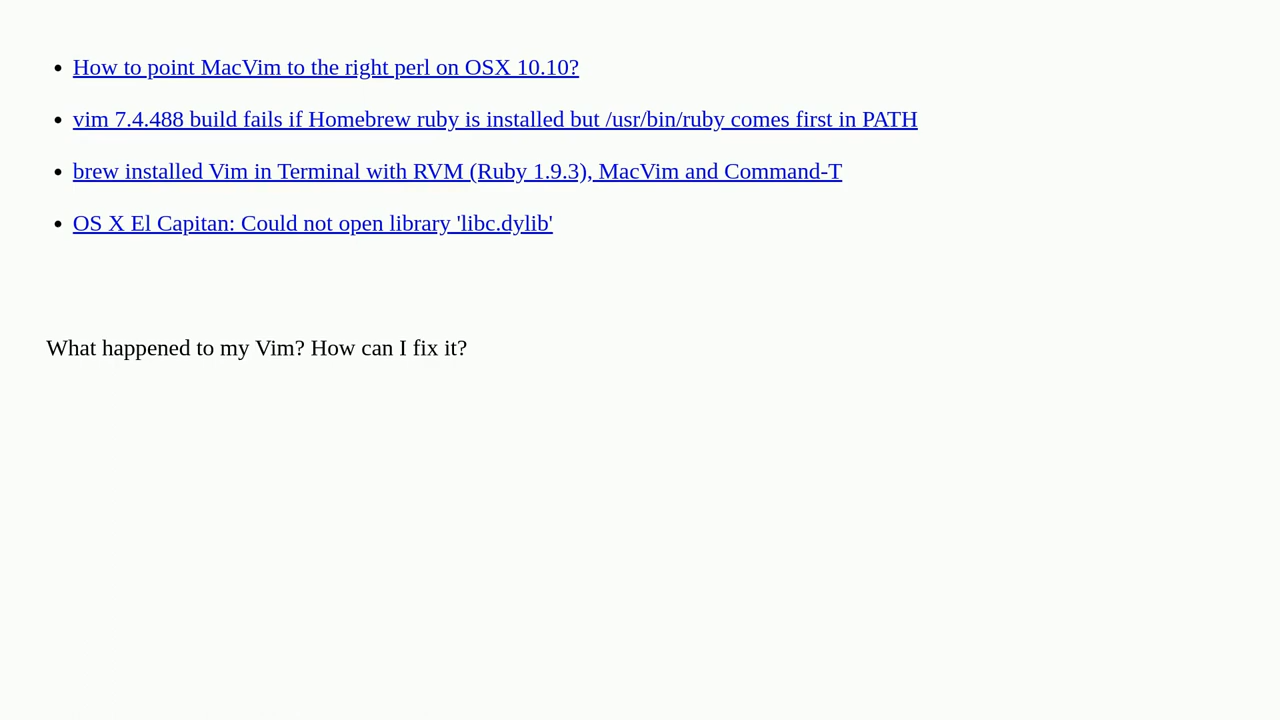 How to point MacVim to the right perl on OSX 10.10?
vim 7.4.488 build fails if Homebrew ruby is installed but /usr/bin/ruby comes first in PATH
brew installed Vim in Terminal with RVM (Ruby 1.9.3), MacVim and Command-T
OS X El Capitan: Could not open library 'libc.dylib'
What happened to my Vim? How can I fix it?